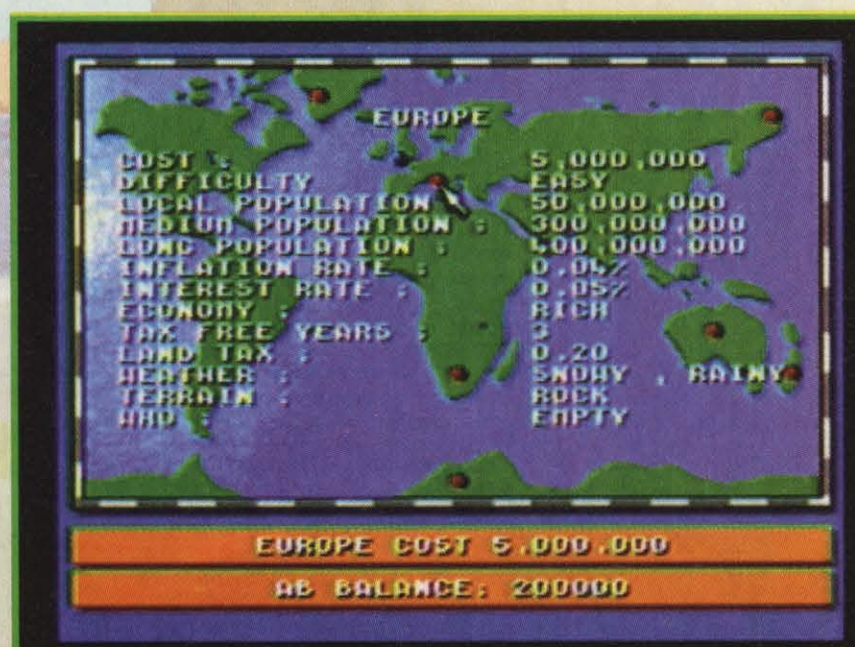 EUROPE
COST : 5,000,000
DIFFICULTY : EASY
LOCAL POPULATION : 50,000,000
MEDIUM POPULATION : 300,000,000
LONG POPULATION : 400,000,000
INFLATION RATE : 0.04%
INTEREST RATE : 0.05%
ECONOMY : RICH
TAX FREE YEARS : 3
LAND TAX : 0.20
WEATHER : SNOWY , RAINY
TERRAIN : ROCK
WHO : EMPTY
EUROPE COST 5,000,000
AB BALANCE: 200000